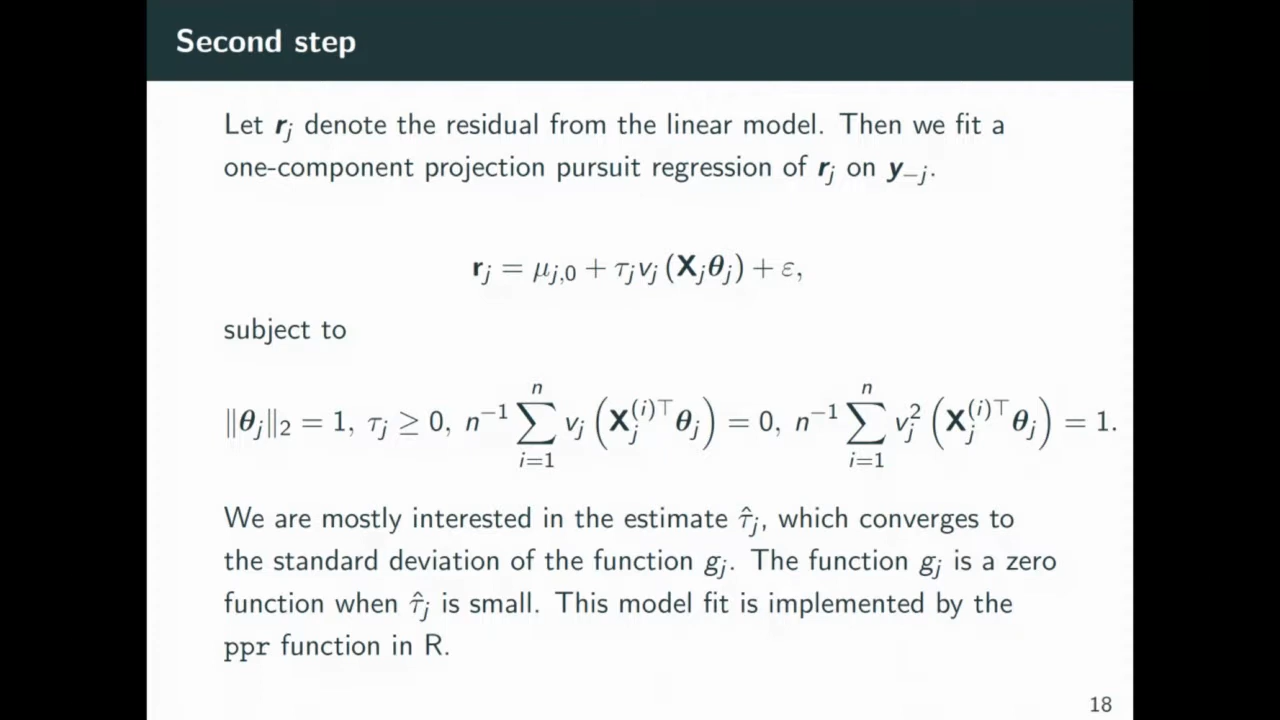 Second step
Let r_j denote the residual from the linear model. Then we fit a
one-component projection pursuit regression of r_j on y_{−j}.
r_j = μ_{j,0} + τ_j v_j (X_j θ_j) + ε,
subject to
‖θ_j‖_2 = 1, τ_j ≥ 0, n^{−1} ∑_{i=1}^{n} v_j (X_j^{(i)⊤} θ_j) = 0, n^{−1} ∑_{i=1}^{n} v_j^2 (X_j^{(i)⊤} θ_j) = 1.
We are mostly interested in the estimate τ̂_j, which converges to
the standard deviation of the function g_j. The function g_j is a zero
function when τ̂_j is small. This model fit is implemented by the
ppr function in R.
18